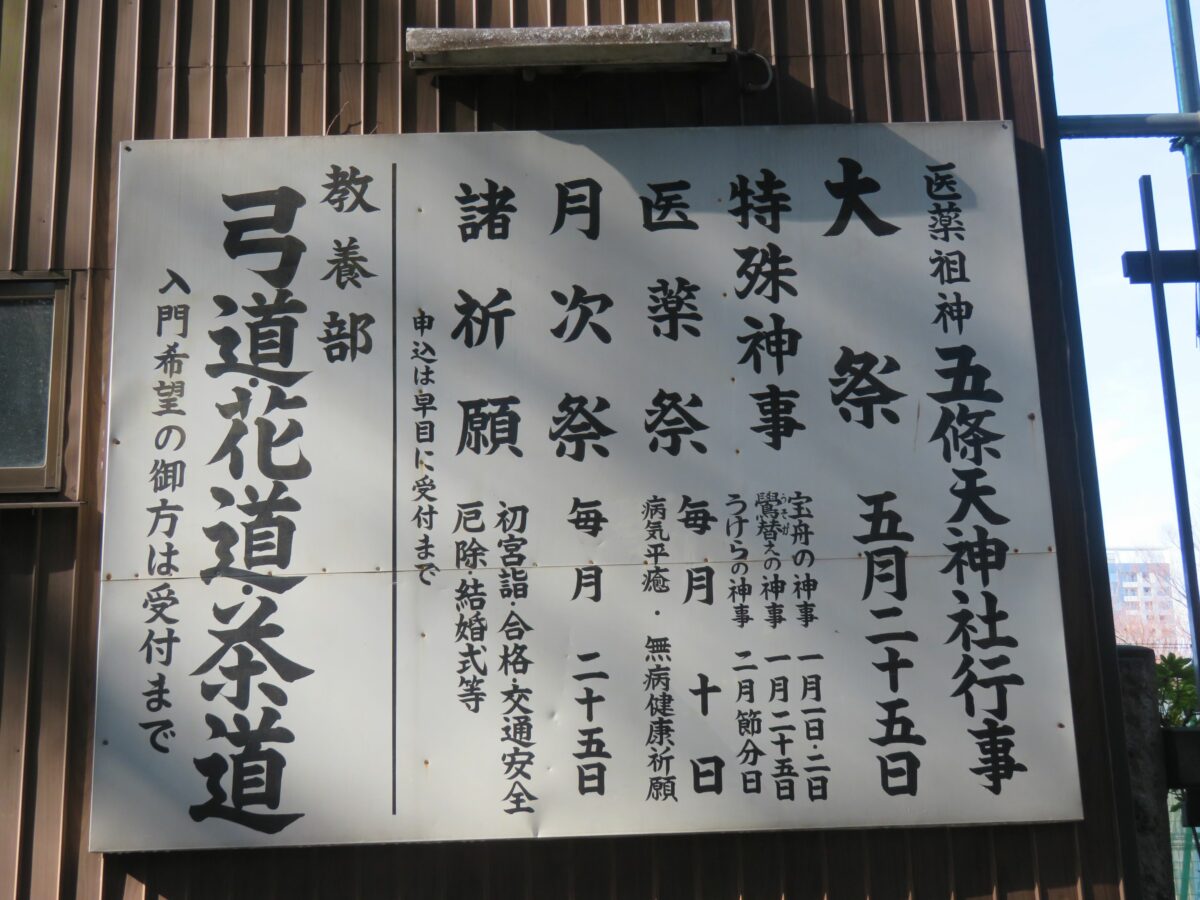 医薬祖神 五條天神社行事
大祭 五月二十五日
特殊神事
宝舟の神事 一月一日・二日
鷽替えの神事 一月二十五日
うそか
うけらの神事 二月節分日
医薬祭 毎月十日
病気平癒・無病健康祈願
月次祭 毎月二十五日
諸祈願
初宮詣・合格・交通安全
厄除・結婚式等
申込は早目に受付まで
教養部
弓道・花道・茶道
入門希望の御方は受付まで